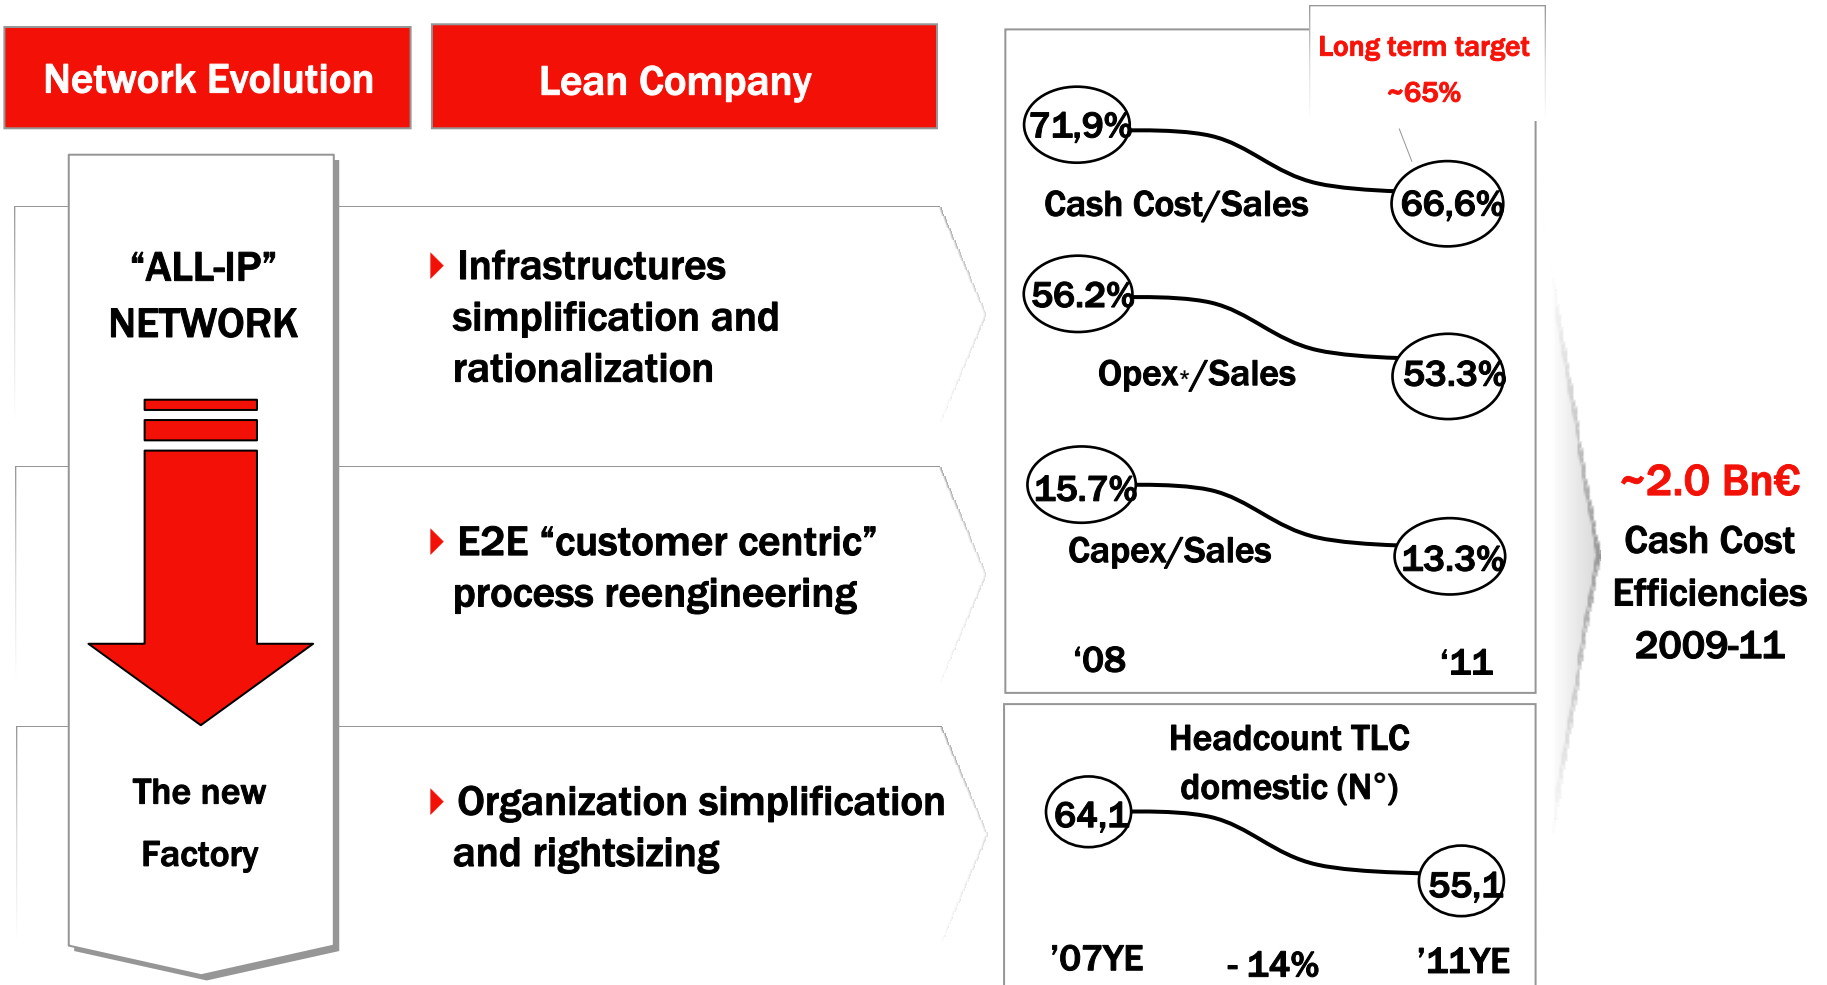 Network Evolution
Lean Company
“ALL-IP”
NETWORK
The new
Factory
Infrastructures
simplification and
rationalization
E2E “customer centric”
process reengineering
Organization simplification
and rightsizing
Long term target
~65%
71,9%
Cash Cost/Sales
66,6%
56.2%
Opex*/Sales
53.3%
15.7%
Capex/Sales
13.3%
‘08
‘11
Headcount TLC
domestic (N°)
64,1
55,1
’07YE
- 14%
’11YE
~2.0 Bn€
Cash Cost
Efficiencies
2009-11